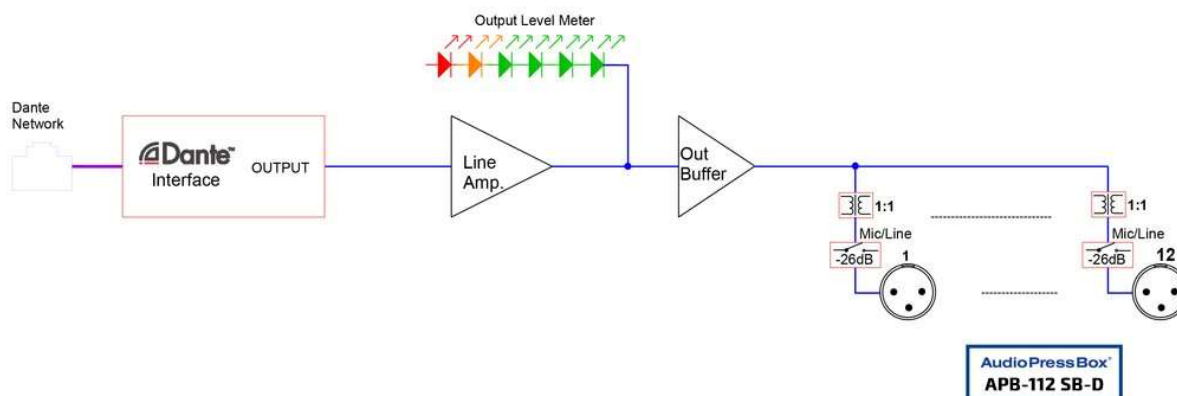 Output Level Meter
Dante
Network
Dante™
Interface
OUTPUT
Line
Amp.
Out
Buffer
1:1
1:1
Mic/Line
Mic/Line
-26dB
-26dB
1
12
AudioPressBox®
APB-112 SB-D